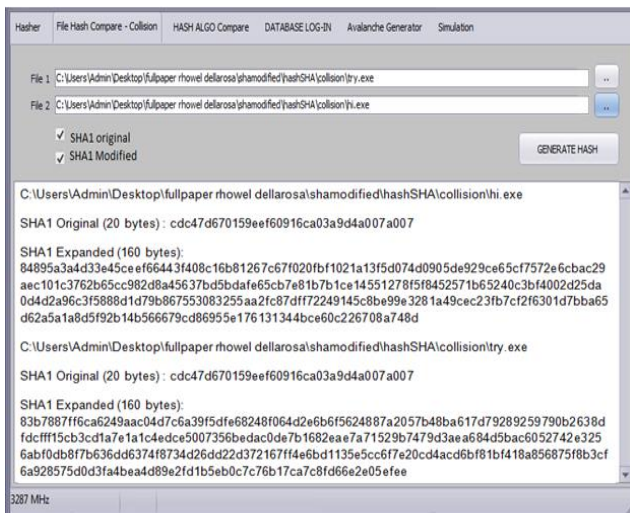 Hasher File Hash Compare - Collision HASH ALGO Compare DATABASE LOG-IN Avalanche Generator Simulation
File 1 C:\Users\Admin\Desktop\fullpaper rhowel dellarosa\shamodified\hashSHA\collision\try.exe ..
File 2 C:\Users\Admin\Desktop\fullpaper rhowel dellarosa\shamodified\hashSHA\collision\hi.exe ..
SHA1 original
SHA1 Modified
GENERATE HASH
C:\Users\Admin\Desktop\fullpaper rhowel dellarosa\shamodified\hashSHA\collision\hi.exe
SHA1 Original (20 bytes) : cdc47d670159eef60916ca03a9d4a007a007
SHA1 Expanded (160 bytes):
84895a3a4d33e45ceef66443f408c16b81267c67f020fbf1021a13f5d074d0905de929ce65cf7572e6cbac29
aec101c3762b65cc982d8a45637bd5bdafe65cb7e81b7b1ce14551278f5f8452571b65240c3bf4002d25da
0d4d2a96c3f5888d1d79b867553083255aa2fc87dff72249145c8be99e3281a49cec23fb7cf2f6301d7bba65
d62a5a1a8d5f92b14b566679cd86955e176131344bce60c226708a748d
C:\Users\Admin\Desktop\fullpaper rhowel dellarosa\shamodified\hashSHA\collision\try.exe
SHA1 Original (20 bytes) : cdc47d670159eef60916ca03a9d4a007a007
SHA1 Expanded (160 bytes):
83b7887ff6ca6249aac04d7c6a39f5dfe68248f064d2e6b6f5624887a2057b48ba617d79289259790b2638d
fdcfff15cb3cd1a7e1a1c4edce5007356bedac0de7b1682eae7a71529b7479d3aea684d5bac6052742e325
6abf0db8f7b636dd6374f8734d26dd22d372167ff4e6bd1135e5cc6f7e20cd4acd6bf81bf418a856875f8b3cf
6a928575d0d3fa4bea4d89e2fd1b5eb0c7c76b17ca7c8fd66e2e05efee
3287 MHz